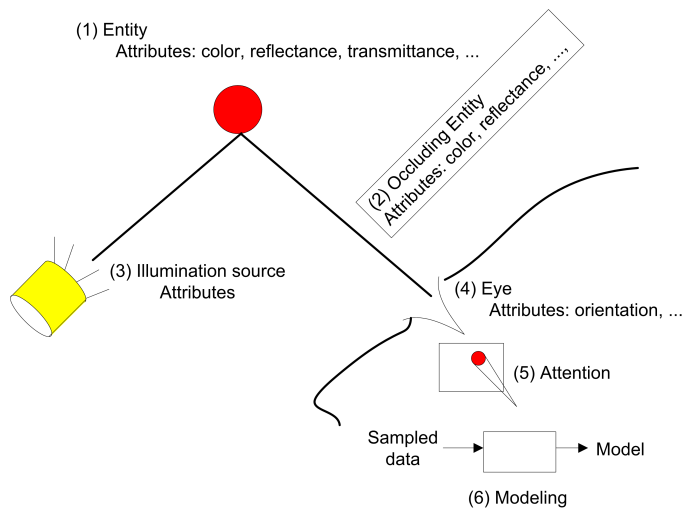 (1) Entity
Attributes: color, reflectance, transmittance, ...
(2) Occluding Entity
Attributes: color, reflectance, ...,
(3) Illumination source
Attributes
(4) Eye
Attributes: orientation, ...
(5) Attention
Sampled
data
Model
(6) Modeling